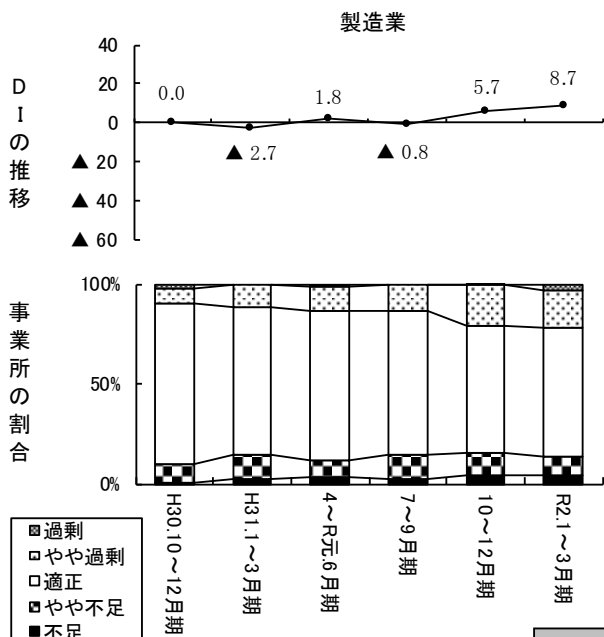 製造業
DIの推移
40
20
0
▲ 20
▲ 40
▲ 60
0.0
▲ 2.7
1.8
▲ 0.8
5.7
8.7
事業所の割合
100%
50%
0%
H30.10~12月期
H31.1~3月期
4~R元.6月期
7~9月期
10~12月期
R2.1~3月期
過剰
やや過剰
適正
やや不足
不足